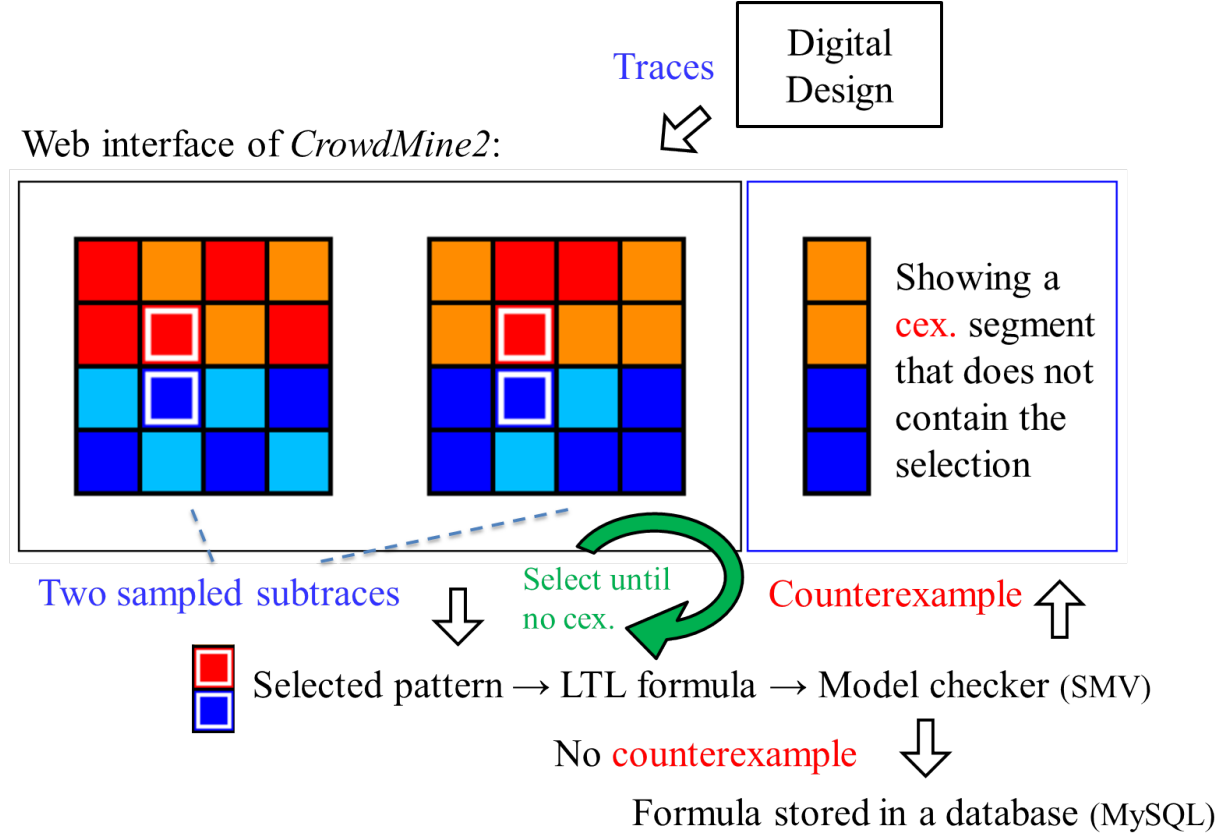 Digital
Design
Traces
Web interface of CrowdMine2:
Showing a
cex. segment
that does not
contain the
selection
Two sampled subtraces
Select until
no cex.
Counterexample
Selected pattern → LTL formula → Model checker (SMV)
No counterexample
Formula stored in a database (MySQL)